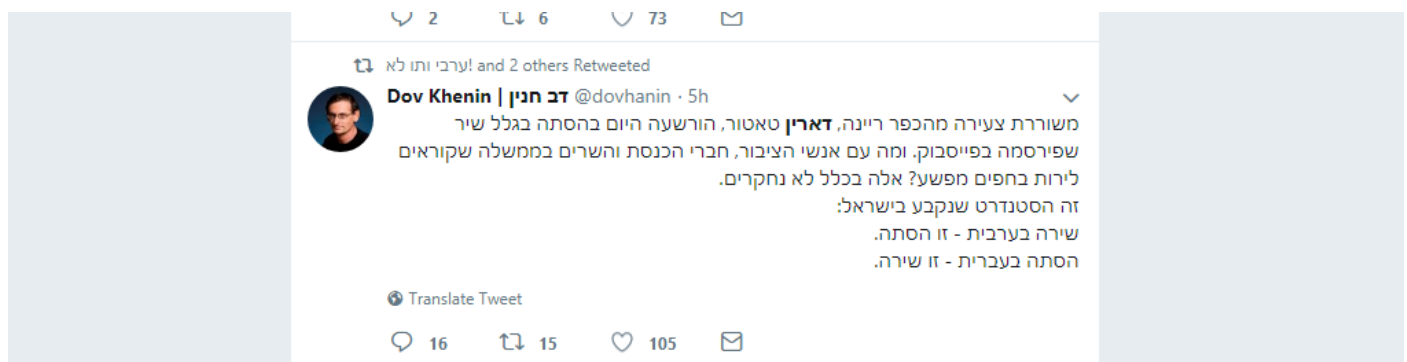 2 6 73
ערבי ותו לא! and 2 others Retweeted
Dov Khenin | דב חנין @dovhanin · 5h
משוררת צעירה מהכפר ריינה, דארין טאטור, הורשעה היום בהסתה בגלל שיר
שפירסמה בפייסבוק. ומה עם אנשי הציבור, חברי הכנסת והשרים בממשלה שקוראים
לירות בחפים מפשע? אלה בכלל לא נחקרים.
זה הסטנדרט שנקבע בישראל:
שירה בערבית - זו הסתה.
הסתה בעברית - זו שירה.
Translate Tweet
16 15 105